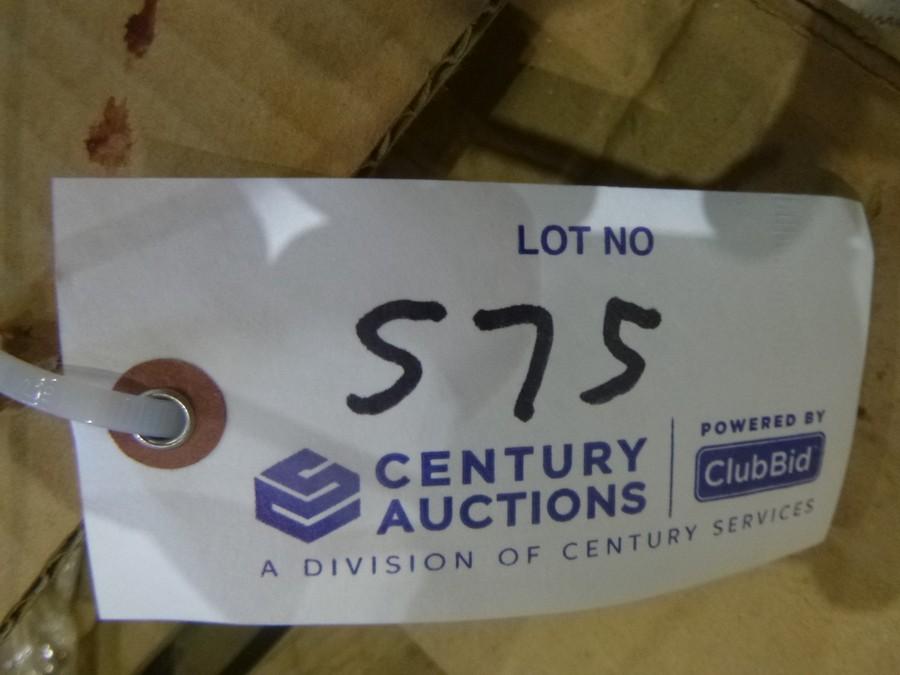 LOT NO
575
CENTURY
AUCTIONS
POWERED BY
ClubBid
A DIVISION OF CENTURY SERVICES